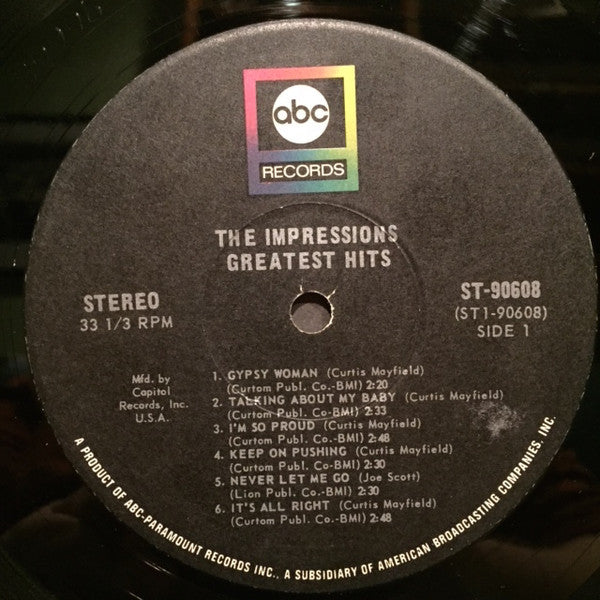 abc
RECORDS
THE IMPRESSIONS
GREATEST HITS
STEREO
33 1/3 RPM
ST-90608
(ST1-90608)
SIDE 1
Mfd. by
Capitol
Records, Inc.
U.S.A.
1. GYPSY WOMAN (Curtis Mayfield)
(Curtom Publ. Co.-BMI) 2:20
2. TALKING ABOUT MY BABY (Curtis Mayfield)
(Curtom Publ. Co-BMI) 2:33
3. I'M SO PROUD (Curtis Mayfield)
(Curtom Publ. Co-BMI) 2:48
4. KEEP ON PUSHING (Curtis Mayfield)
(Curtom Publ. Co-BMI) 2:30
5. NEVER LET ME GO (Joe Scott)
(Lion Publ. Co-BMI) 2:30
6. IT'S ALL RIGHT (Curtis Mayfield)
(Curtom Publ. Co-BMI) 2:48
A PRODUCT OF ABC-PARAMOUNT RECORDS INC., A SUBSIDIARY OF AMERICAN BROADCASTING COMPANIES, INC.